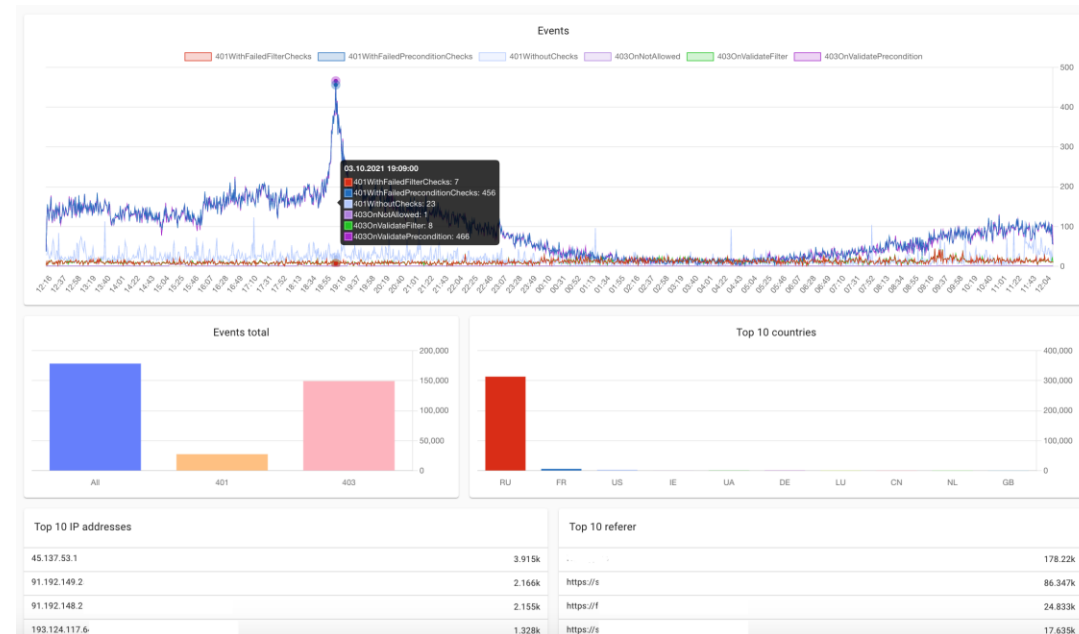 Events
401WithFailedFilterChecks 401WithFailedPreconditionChecks 401WithoutChecks 403OnNotAllowed 403OnValidateFilter 403OnValidatePrecondition
500
400
300
200
100
0
03.10.2021 19:09:00
401WithFailedFilterChecks: 7
401WithFailedPreconditionChecks: 456
401WithoutChecks: 23
403OnNotAllowed: 1
403OnValidateFilter: 8
403OnValidatePrecondition: 466
12:16 12:37 12:58 13:19 13:40 14:01 14:22 14:43 15:04 15:25 15:46 16:07 16:28 16:49 17:10 17:31 17:52 18:13 18:34 18:55 19:16 19:37 19:58 20:19 20:40 21:01 21:22 21:43 22:04 22:25 22:46 23:07 23:28 23:49 00:10 00:31 00:52 01:13 01:34 01:55 02:16 02:37 02:58 03:19 03:40 04:01 04:22 04:43 05:04 05:25 05:46 06:07 06:28 06:49 07:10 07:31 07:52 08:13 08:34 08:55 09:16 09:37 09:58 10:19 10:40 11:01 11:22 11:43 12:04
Events total
200,000
150,000
100,000
50,000
0
All 401 403
Top 10 countries
400,000
300,000
200,000
100,000
0
RU FR US IE UA DE LU CN NL GB
Top 10 IP addresses
45.137.53.1 3.915k
91.192.149.2 2.166k
91.192.148.2 2.155k
193.124.117.6 1.328k
Top 10 referer
178.22k
https://s 86.347k
https://f 24.833k
https://s 17.635k